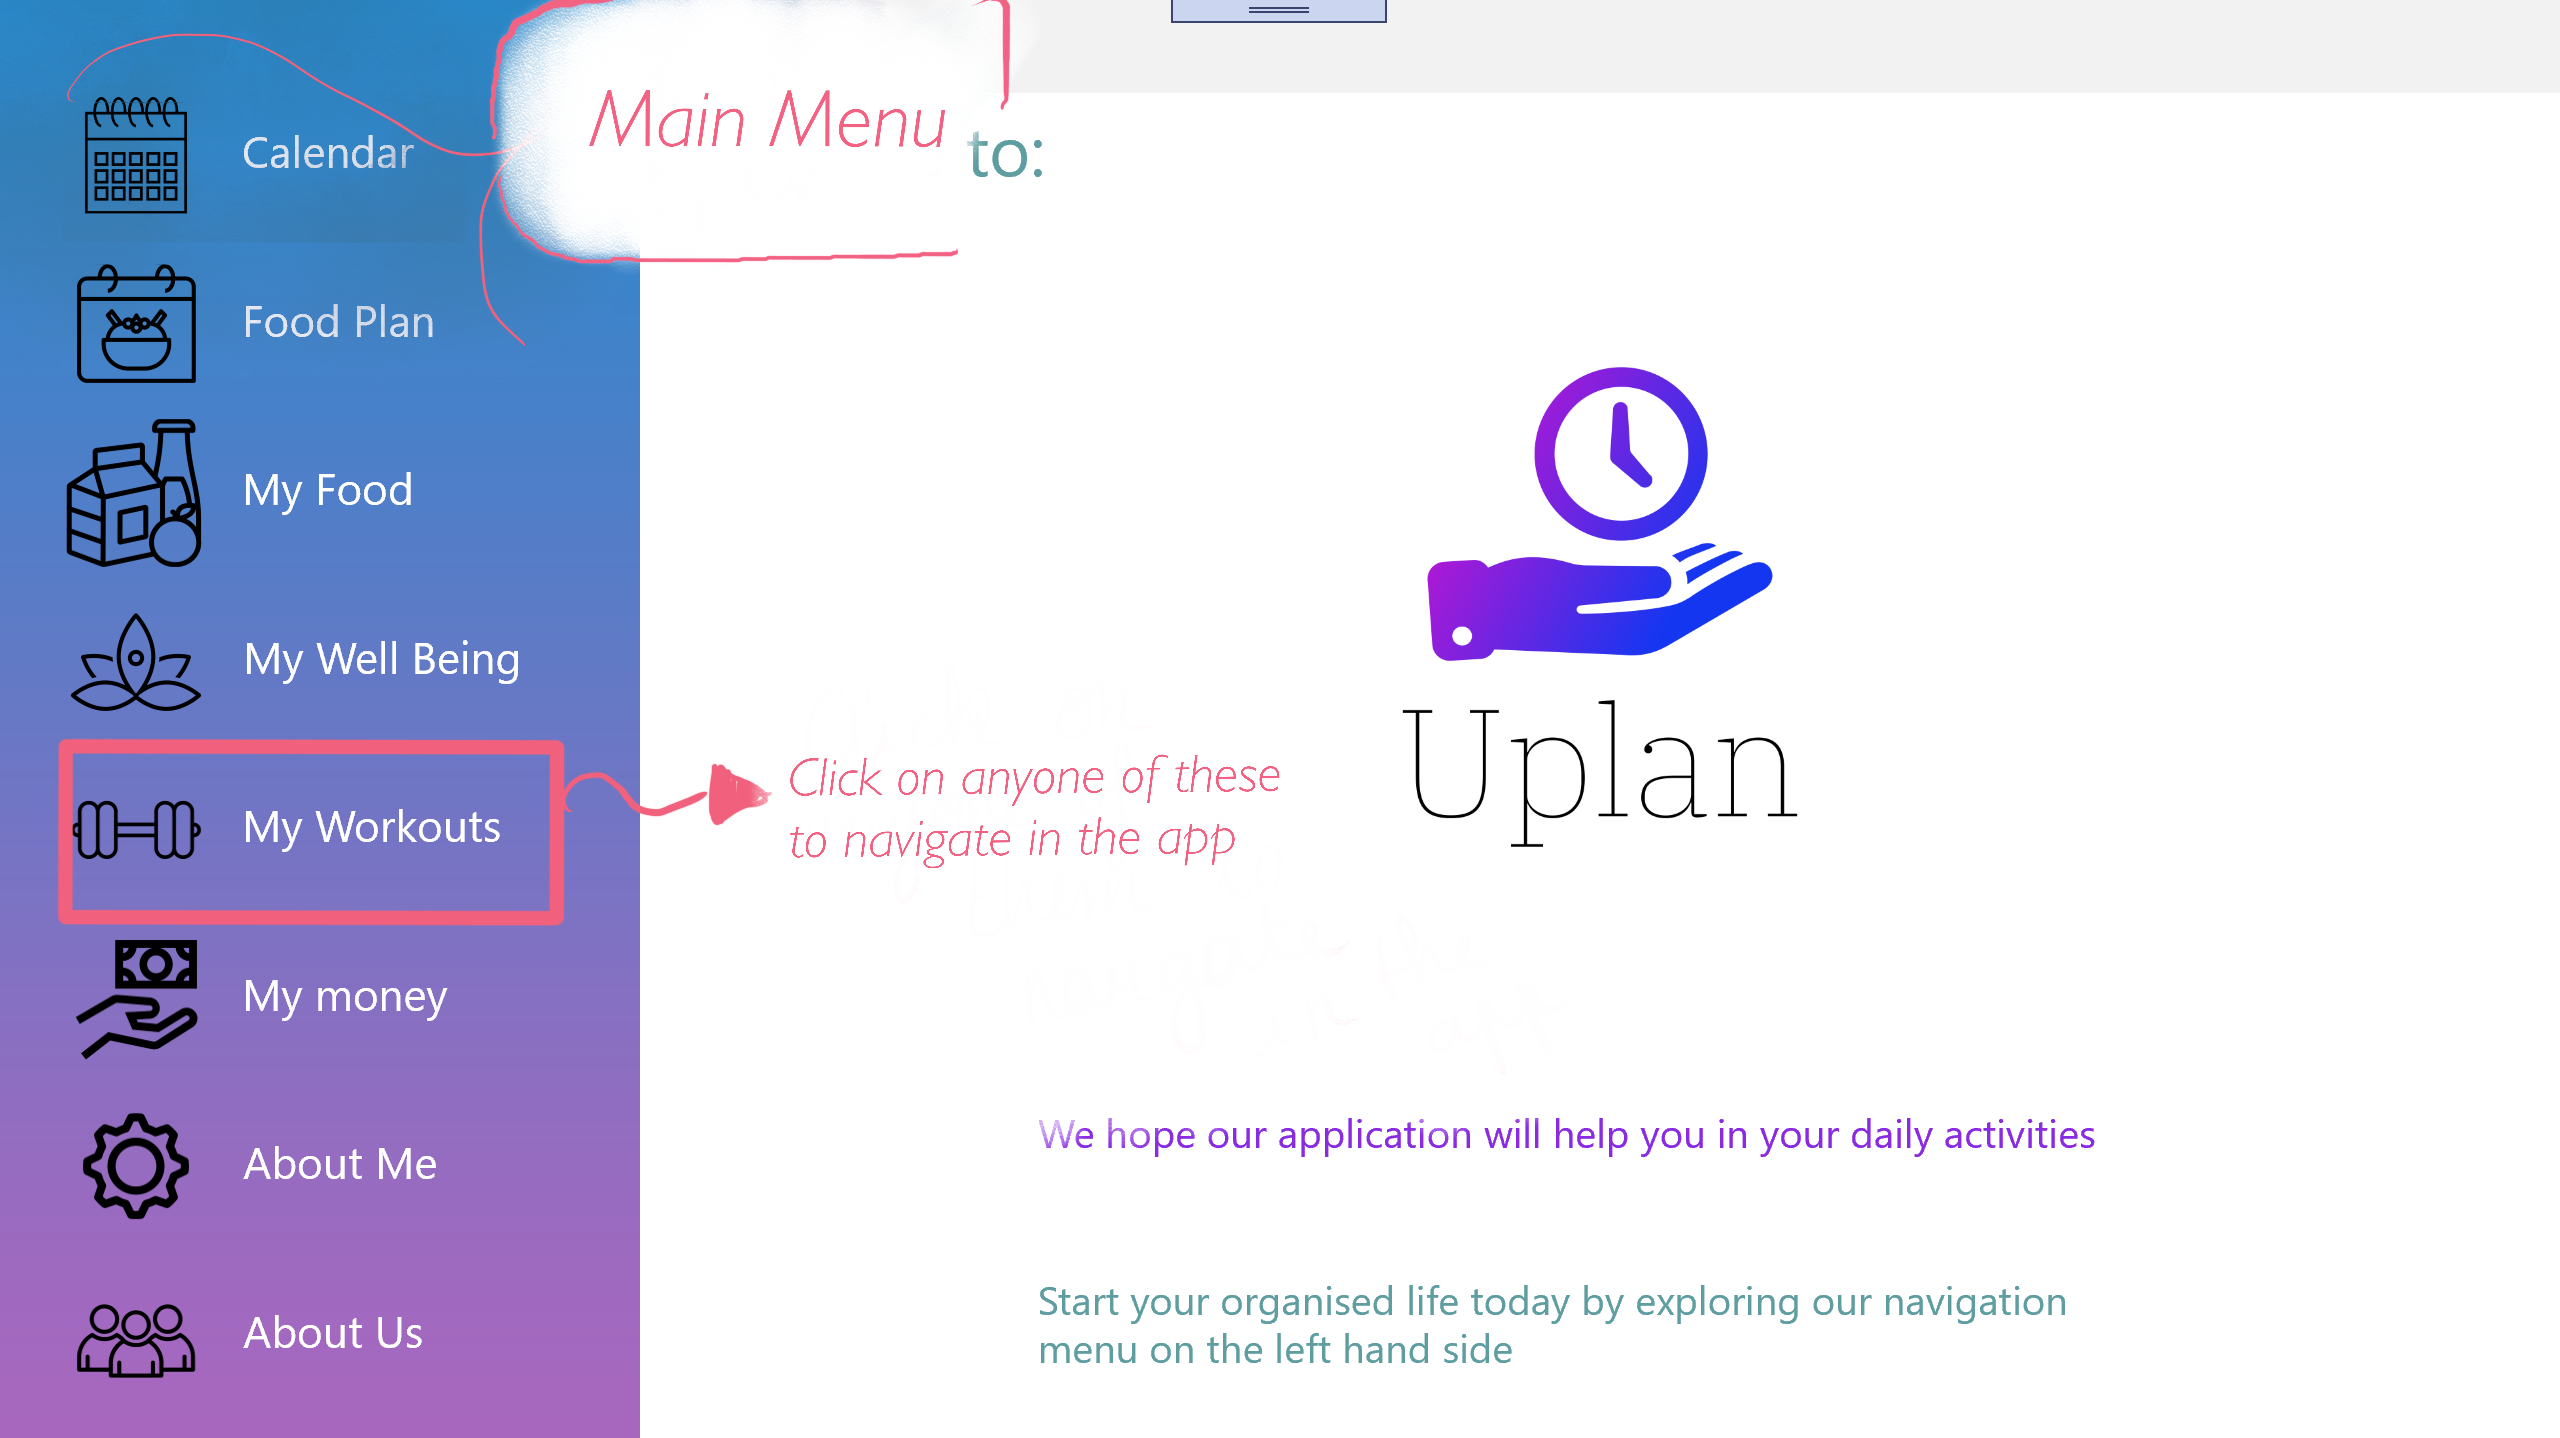 Main Menu
to:
Calendar
Food Plan
My Food
My Well Being
My Workouts
My money
About Me
About Us
Click on anyone of these
to navigate in the app
Uplan
We hope our application will help you in your daily activities
Start your organised life today by exploring our navigation
menu on the left hand side